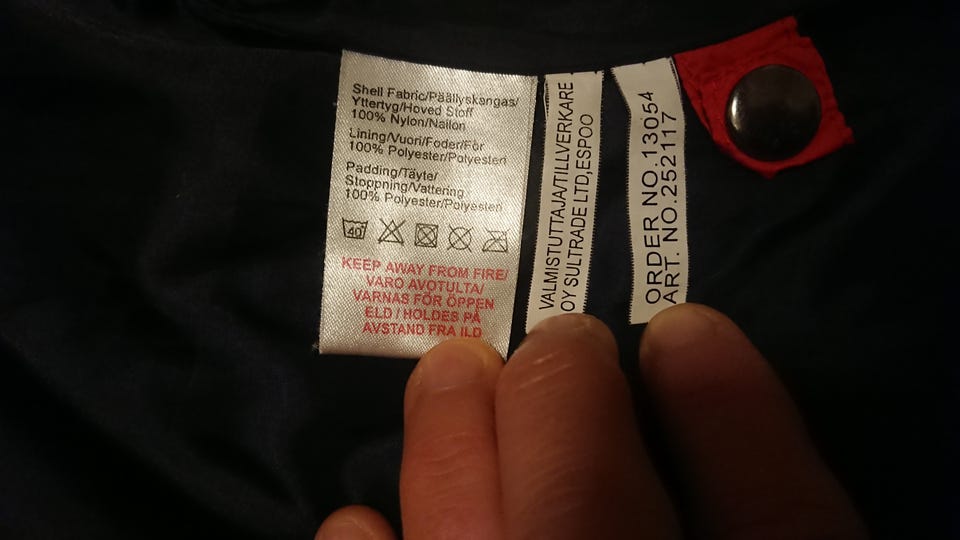 Shell Fabric/Päällyskangas/
Yttertyg/Hoved Stoff
100% Nylon/Nailon
Lining/Vuori/Foder/Fòr
100% Polyester/Polyesteri
Padding/Täyte/
Stoppning/Vattering
100% Polyester/Polyesteri
40
KEEP AWAY FROM FIRE/
VARO AVOTULTA/
VARNAS FÖR ÖPPEN
ELD / HOLDES PÅ
AVSTAND FRA ILD
VALMISTUTTAJA/TILLVERKARE
OY SULTRADE LTD,ESPOO
ORDER NO.13054
ART. NO.252117